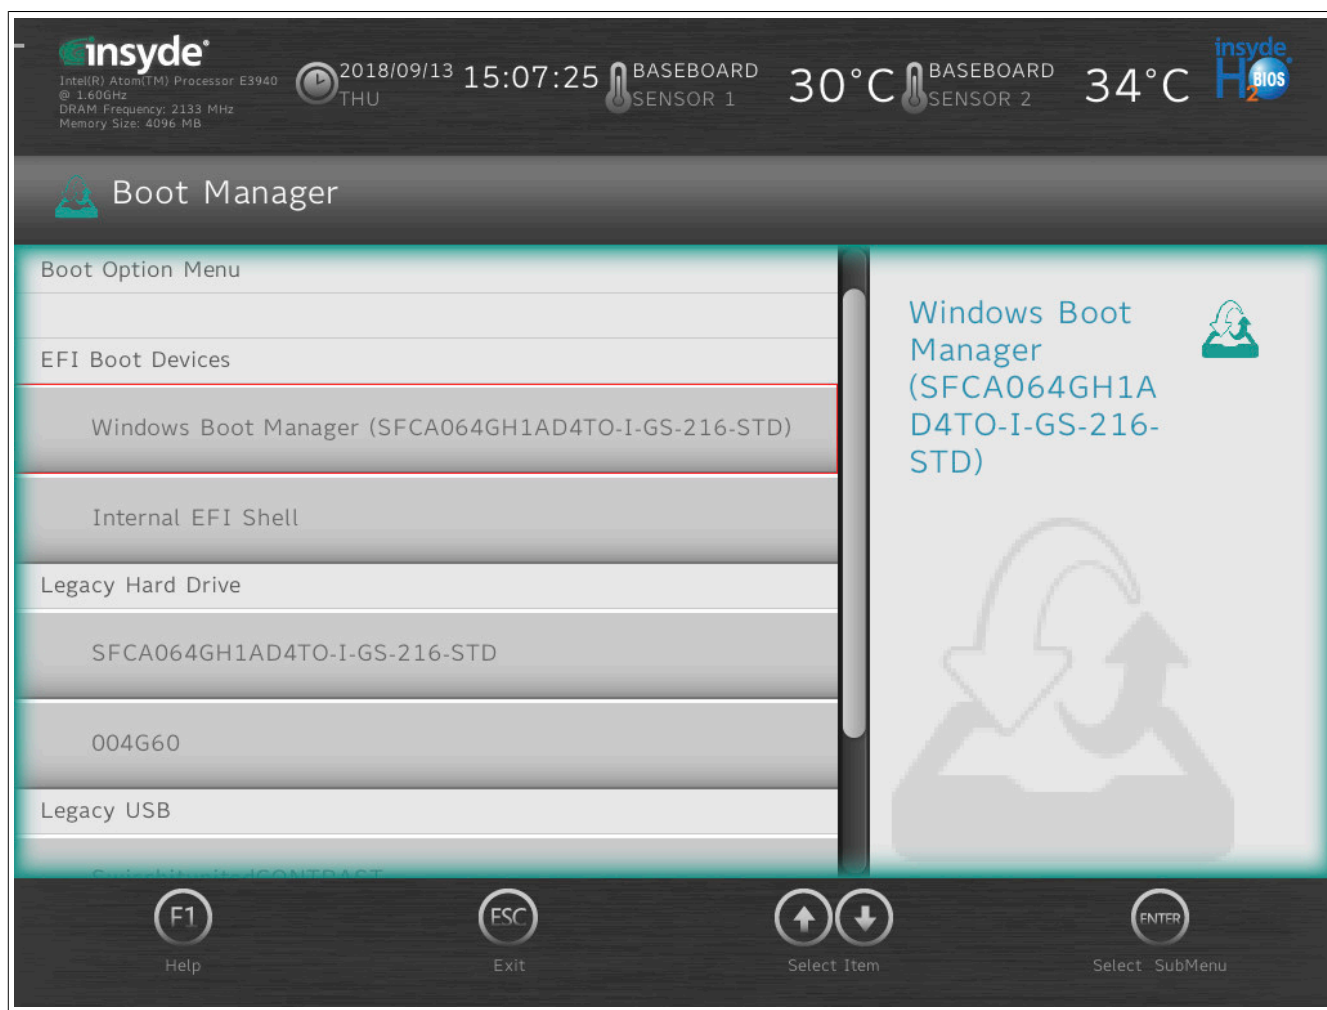 insyde
Intel(R) Atom(TM) Processor E3940
@ 1.60GHz
DRAM Frequency: 2133 MHz
Memory Size: 4096 MB
2018/09/13
THU
15:07:25
BASEBOARD
SENSOR 1
30°C
BASEBOARD
SENSOR 2
34°C
insyde
H2
BIOS
Boot Manager
Boot Option Menu
EFI Boot Devices
Windows Boot Manager (SFCA064GH1AD4TO-I-GS-216-STD)
Internal EFI Shell
Legacy Hard Drive
SFCA064GH1AD4TO-I-GS-216-STD
004G60
Legacy USB
Windows Boot
Manager
(SFCA064GH1A
D4TO-I-GS-216-
STD)
F1
Help
ESC
Exit
Select Item
ENTER
Select SubMenu